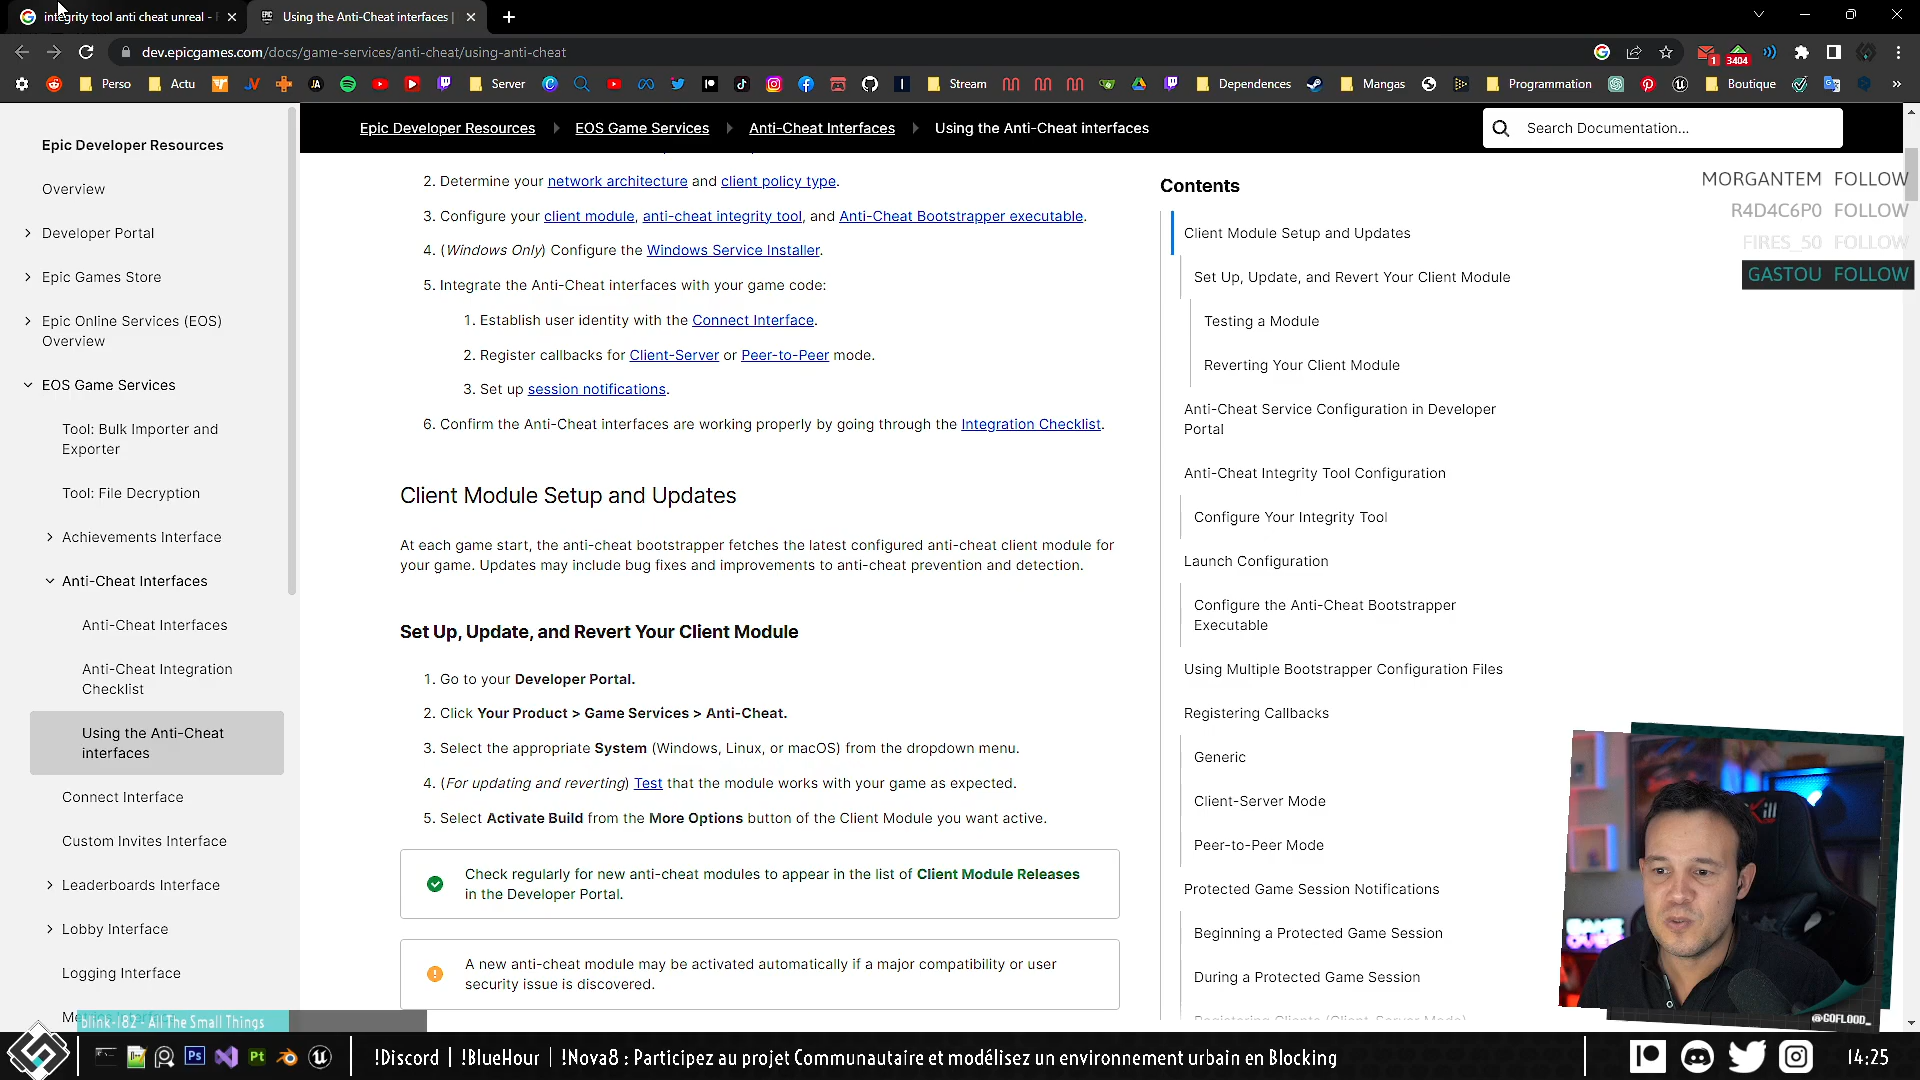 integrity tool anti cheat unreal -
Using the Anti-Cheat interfaces |
dev.epicgames.com/docs/game-services/anti-cheat/using-anti-cheat
1
3404
Perso
Actu
Server
Stream
Dependences
Mangas
Programmation
Boutique
»
Epic Developer Resources
EOS Game Services
Anti-Cheat Interfaces
Using the Anti-Cheat interfaces
Search Documentation...
Epic Developer Resources
Overview
Developer Portal
Epic Games Store
Epic Online Services (EOS)
Overview
EOS Game Services
Tool: Bulk Importer and
Exporter
Tool: File Decryption
Achievements Interface
Anti-Cheat Interfaces
Anti-Cheat Interfaces
Anti-Cheat Integration
Checklist
Using the Anti-Cheat
interfaces
Connect Interface
Custom Invites Interface
Leaderboards Interface
Lobby Interface
Logging Interface
2. Determine your network architecture and client policy type.
3. Configure your client module, anti-cheat integrity tool, and Anti-Cheat Bootstrapper executable.
4. (Windows Only) Configure the Windows Service Installer.
5. Integrate the Anti-Cheat interfaces with your game code:
1. Establish user identity with the Connect Interface.
2. Register callbacks for Client-Server or Peer-to-Peer mode.
3. Set up session notifications.
6. Confirm the Anti-Cheat interfaces are working properly by going through the Integration Checklist.
Client Module Setup and Updates
At each game start, the anti-cheat bootstrapper fetches the latest configured anti-cheat client module for
your game. Updates may include bug fixes and improvements to anti-cheat prevention and detection.
Set Up, Update, and Revert Your Client Module
1. Go to your Developer Portal.
2. Click Your Product > Game Services > Anti-Cheat.
3. Select the appropriate System (Windows, Linux, or macOS) from the dropdown menu.
4. (For updating and reverting) Test that the module works with your game as expected.
5. Select Activate Build from the More Options button of the Client Module you want active.
Check regularly for new anti-cheat modules to appear in the list of Client Module Releases
in the Developer Portal.
A new anti-cheat module may be activated automatically if a major compatibility or user
security issue is discovered.
Contents
Client Module Setup and Updates
Set Up, Update, and Revert Your Client Module
Testing a Module
Reverting Your Client Module
Anti-Cheat Service Configuration in Developer
Portal
Anti-Cheat Integrity Tool Configuration
Configure Your Integrity Tool
Launch Configuration
Configure the Anti-Cheat Bootstrapper
Executable
Using Multiple Bootstrapper Configuration Files
Registering Callbacks
Generic
Client-Server Mode
Peer-to-Peer Mode
Protected Game Session Notifications
Beginning a Protected Game Session
During a Protected Game Session
Registering Clients (Client-Server Mode)
MORGANTEM FOLLOW
R4D4C6P0 FOLLOW
FIRES_50 FOLLOW
GASTOU FOLLOW
@GOFLOOD_
blink-182 - All The Small Things
!Discord | !BlueHour | !Nova8 : Participez au projet Communautaire et modélisez un environnement urbain en Blocking
14:25